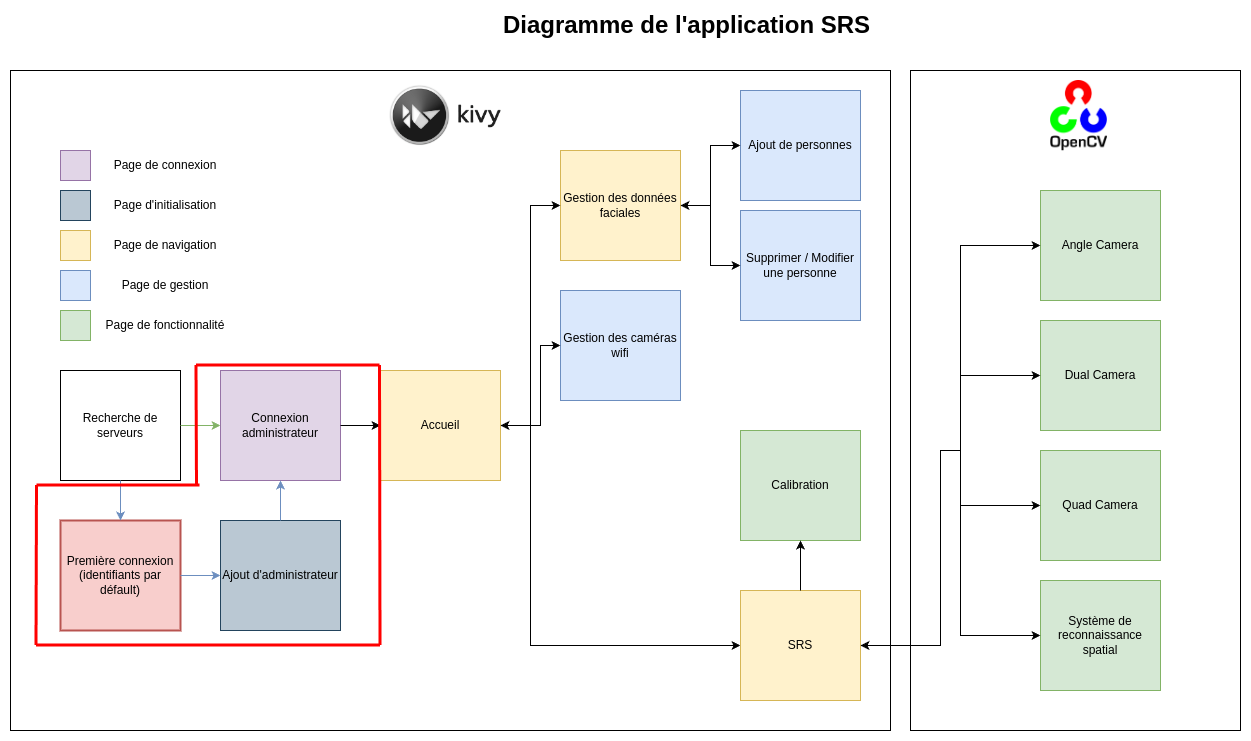 Diagramme de l'application SRS
kivy
OpenCV
Page de connexion
Page d'initialisation
Page de navigation
Page de gestion
Page de fonctionnalité
Recherche de
serveurs
Connexion
administrateur
Accueil
Première connexion
(identifiants par
défault)
Ajout d'administrateur
Gestion des données
faciales
Gestion des caméras
wifi
Ajout de personnes
Supprimer / Modifier
une personne
Calibration
SRS
Angle Camera
Dual Camera
Quad Camera
Système de
reconnaissance
spatial